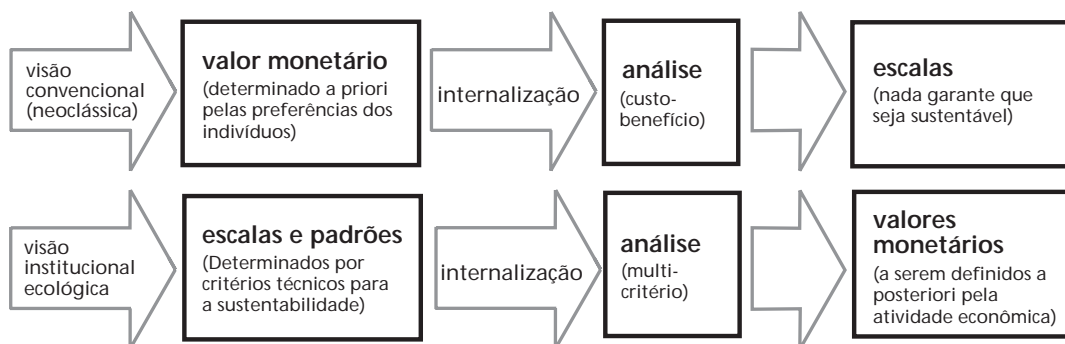 visão
convencional
(neoclássica)
valor monetário
(determinado a priori
pelas preferências dos
indivíduos)
internalização
análise
(custo-
benefício)
escalas
(nada garante que
seja sustentável)
visão
institucional
ecológica
escalas e padrões
(Determinados por
critérios técnicos para
a sustentabilidade)
internalização
análise
(multi-
critério)
valores
monetários
(a serem definidos a
posteriori pela
atividade econômica)